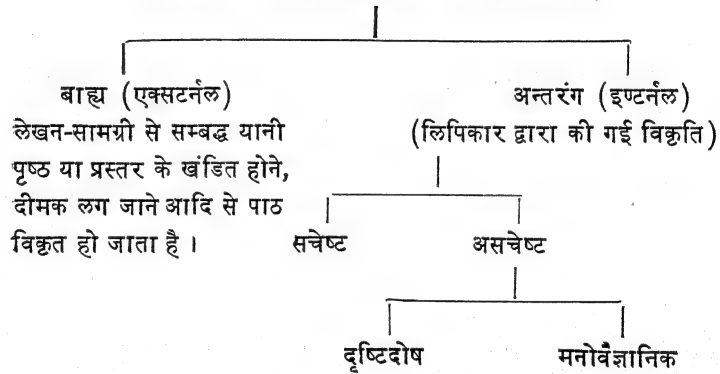 बाह्य (एक्सटर्नल)
लेखन-सामग्री से सम्बद्ध यानी
पृष्ठ या प्रस्तर के खंडित होने,
दीमक लग जाने आदि से पाठ
विकृत हो जाता है ।
अन्तरंग (इण्टर्नल)
(लिपिकार द्वारा की गई विकृति)
सचेष्ट
असचेष्ट
दृष्टिदोष
मनोवैज्ञानिक